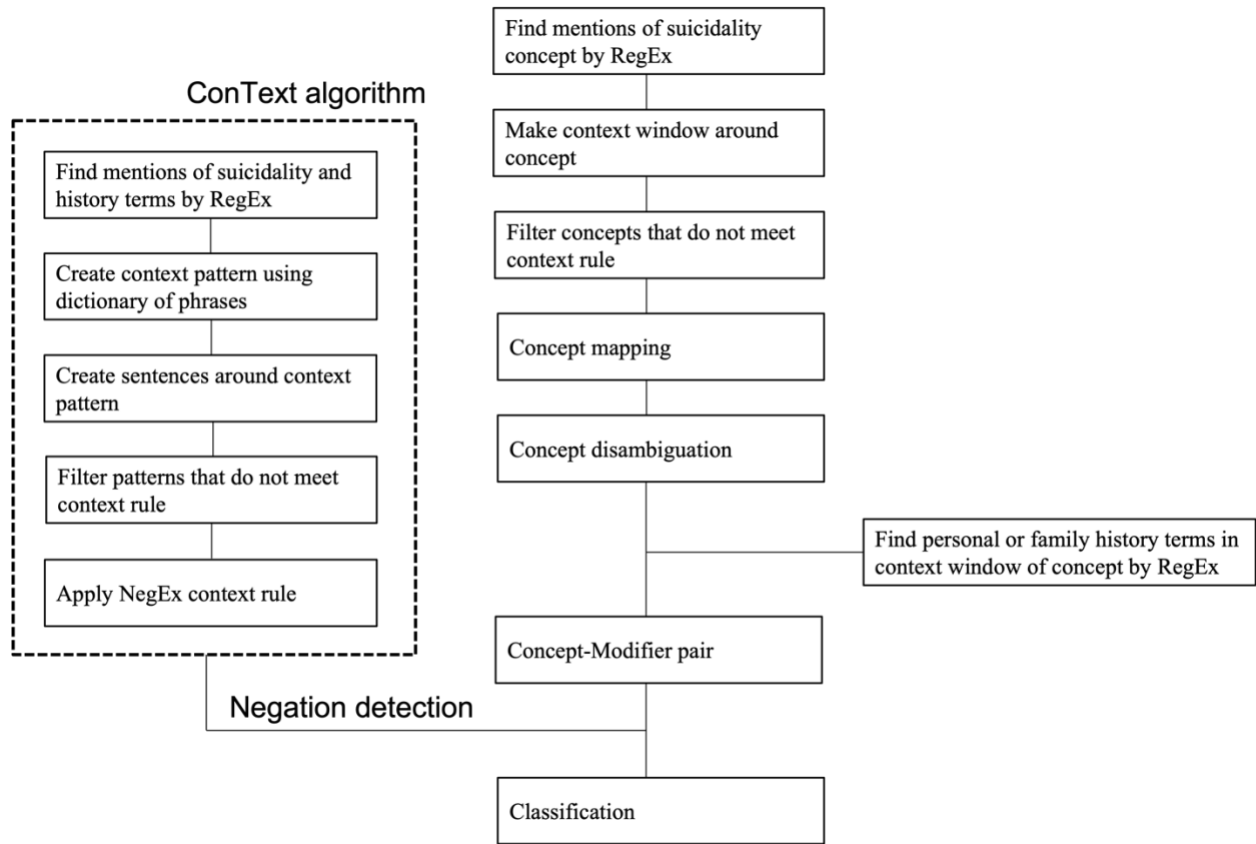 ConText algorithm
Find mentions of suicidality and
history terms by RegEx
Create context pattern using
dictionary of phrases
Create sentences around context
pattern
Filter patterns that do not meet
context rule
Apply NegEx context rule
Negation detection
Find mentions of suicidality
concept by RegEx
Make context window around
concept
Filter concepts that do not meet
context rule
Concept mapping
Concept disambiguation
Find personal or family history terms in
context window of concept by RegEx
Concept-Modifier pair
Classification